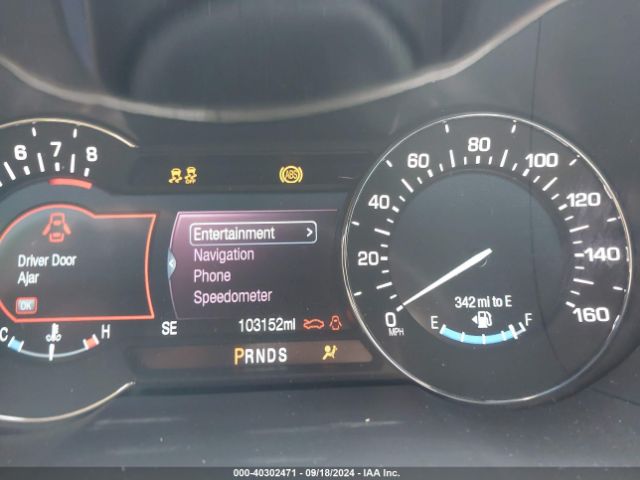 6 7 8
OFF
ABS
Driver Door
Ajar
OK
C H
Entertainment >
Navigation
Phone
Speedometer
SE
103152mi
PRNDS
0 20 40 60 80 100 120 140 160
MPH
342 mi to E
E F
000-40302471 - 09/18/2024 - IAA Inc.